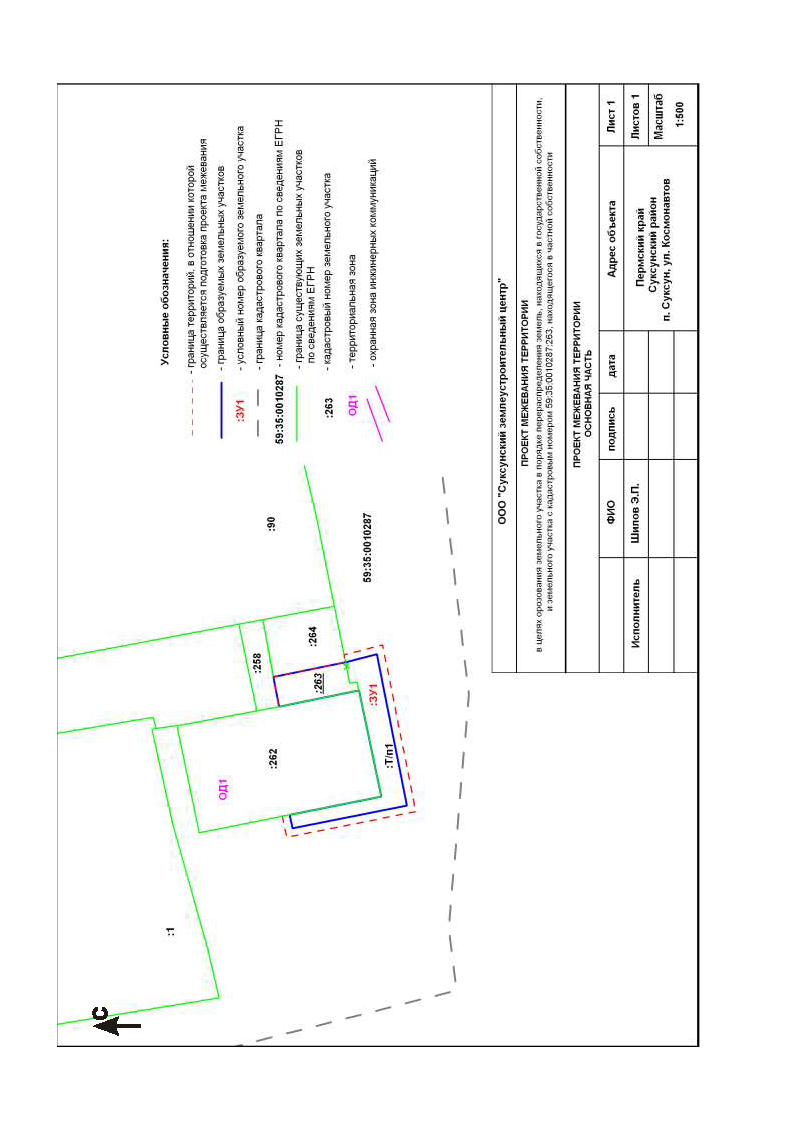 С
:1
ОД1
:262
:258
:263
:264
:90
:ЗУ1
:Т/п1
59:35:0010287
Условные обозначения:
- граница территорий, в отношении которой
осуществляется подготовка проекта межевания
- граница образуемых земельных участков
:ЗУ1 - условный номер образуемого земельного участка
- граница кадастрового квартала
59:35:0010287 - номер кадастрового квартала по сведениям ЕГРН
- граница существующих земельных участков
по сведениям ЕГРН
:263 - кадастровый номер земельного участка
ОД1 - территориальная зона
- охранная зона инженерных коммуникаций
ООО "Суксунский землеустроительный центр"
ПРОЕКТ МЕЖЕВАНИЯ ТЕРРИТОРИИ
в целях орозования земельного участка в порядке перераспределения земель, находящихся в государственной собственности,
и земельного участка с кадастровым номером 59:35:0010287:263, находящегося в частной собственности
ПРОЕКТ МЕЖЕВАНИЯ ТЕРРИТОРИИ
ОСНОВНАЯ ЧАСТЬ
ФИО подпись дата Адрес объекта Лист 1
Исполнитель Шипов Э.П. Пермский край Листов 1
Суксунский район Масштаб
п. Суксун, ул. Космонавтов 1:500